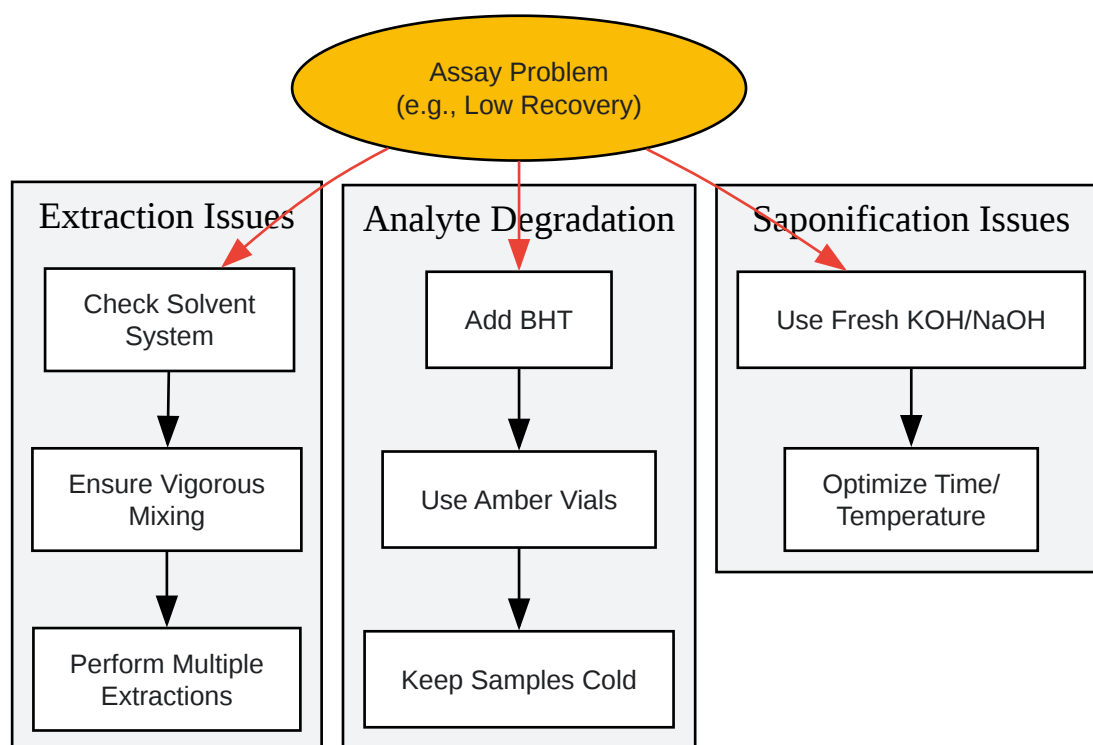 Assay Problem
(e.g., Low Recovery)
Extraction Issues
Check Solvent
System
Ensure Vigorous
Mixing
Perform Multiple
Extractions
Analyte Degradation
Add BHT
Use Amber Vials
Keep Samples Cold
Saponification Issues
Use Fresh KOH/NaOH
Optimize Time/
Temperature